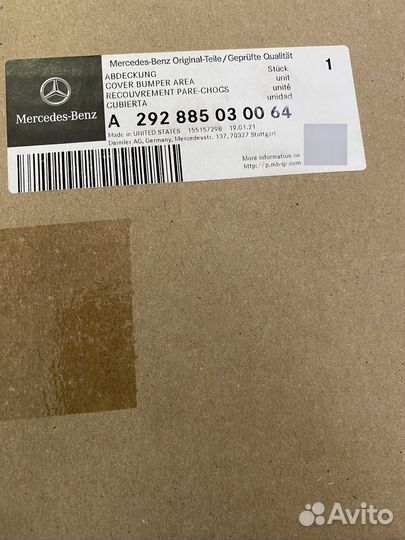 Mercedes-Benz Original-Teile/Geprüfte Qualität
ABDECKUNG Stück 1
COVER BUMPER AREA unit
RECOUVREMENT PARE-CHOCS unité
CUBIERTA unidad
Mercedes-Benz
A 292 885 03 00 64
Made in UNITED STATES 155157298 19.01.21
Daimler AG, Germany, Mercedesstr. 137, 70327 Stuttgart
More information on
http://p.mb-qr.com
Avito